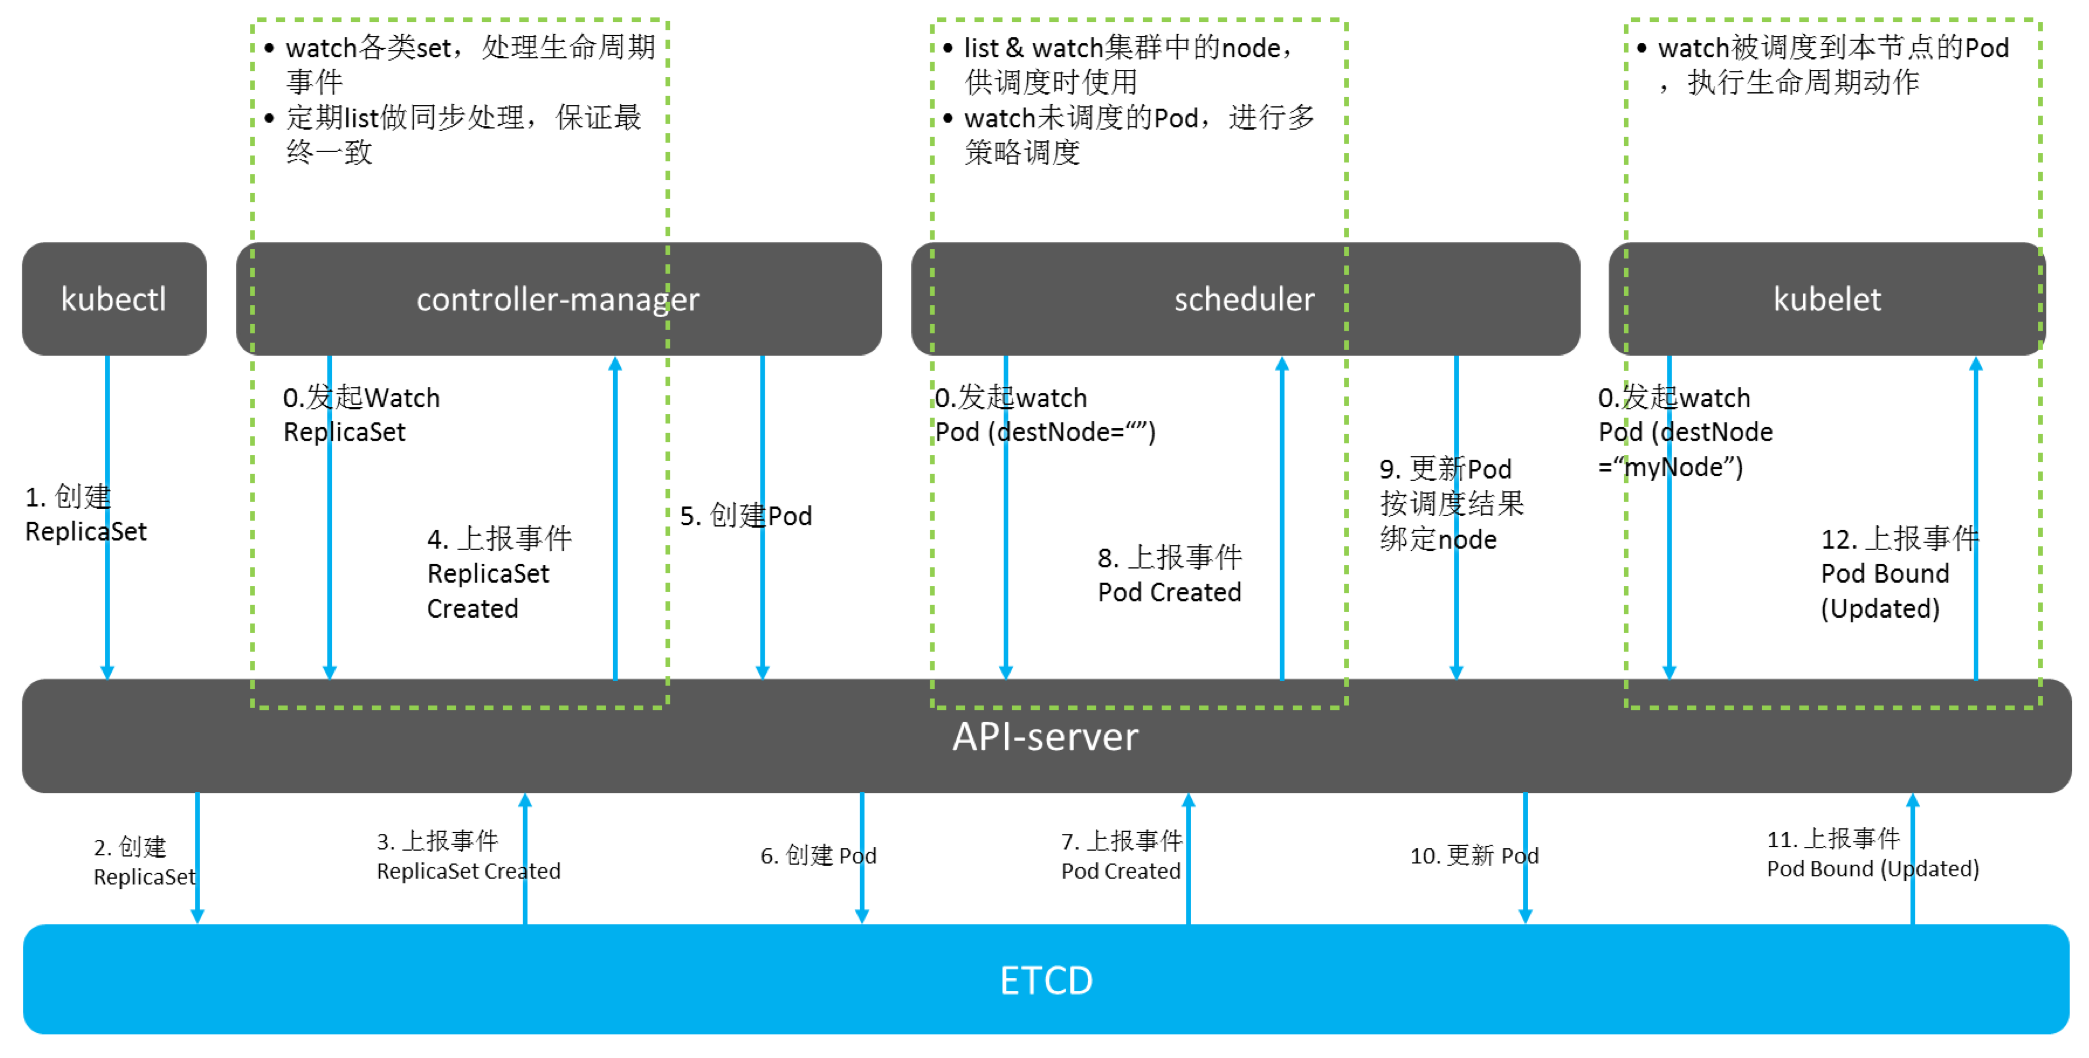 • watch各类set，处理生命周期
事件
• 定期list做同步处理，保证最
终一致
• list & watch集群中的node，
供调度时使用
• watch未调度的Pod，进行多
策略调度
• watch被调度到本节点的Pod
，执行生命周期动作
kubectl
controller-manager
scheduler
kubelet
1. 创建
ReplicaSet
0.发起Watch
ReplicaSet
4. 上报事件
ReplicaSet
Created
5. 创建Pod
0.发起watch
Pod (destNode=“”)
8. 上报事件
Pod Created
9. 更新Pod
按调度结果
绑定node
0.发起watch
Pod (destNode
=“myNode”)
12. 上报事件
Pod Bound
(Updated)
API-server
2. 创建
ReplicaSet
3. 上报事件
ReplicaSet Created
6. 创建 Pod
7. 上报事件
Pod Created
10. 更新 Pod
11. 上报事件
Pod Bound (Updated)
ETCD